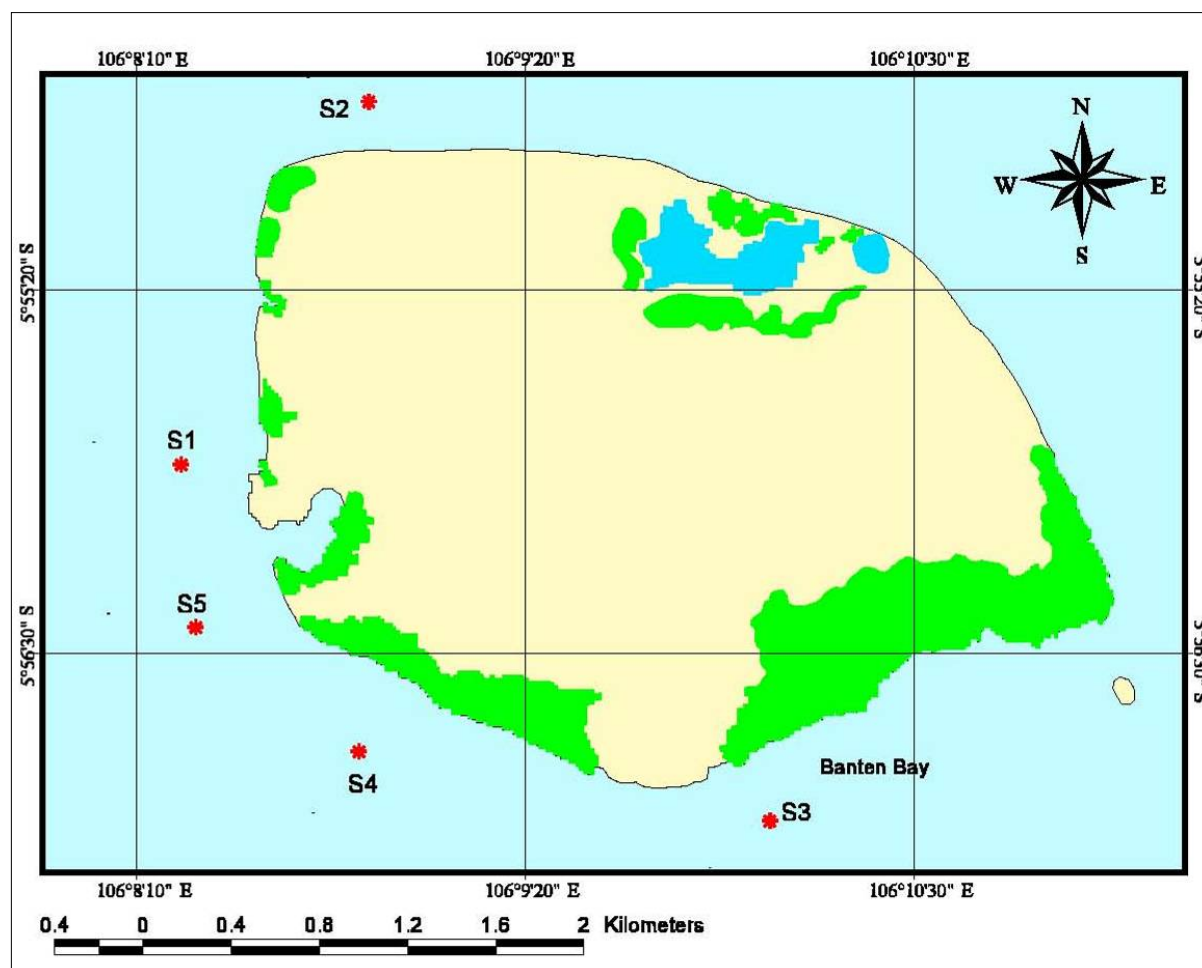 106°8'10" E 106°9'20" E 106°10'30" E
S2
N
W E
S
5°55'20" S 5°55'20" S
S1
S5
5°56'30" S 5°56'30" S
S4
Banten Bay
S3
106°8'10" E 106°9'20" E 106°10'30" E
0.4 0 0.4 0.8 1.2 1.6 2 Kilometers